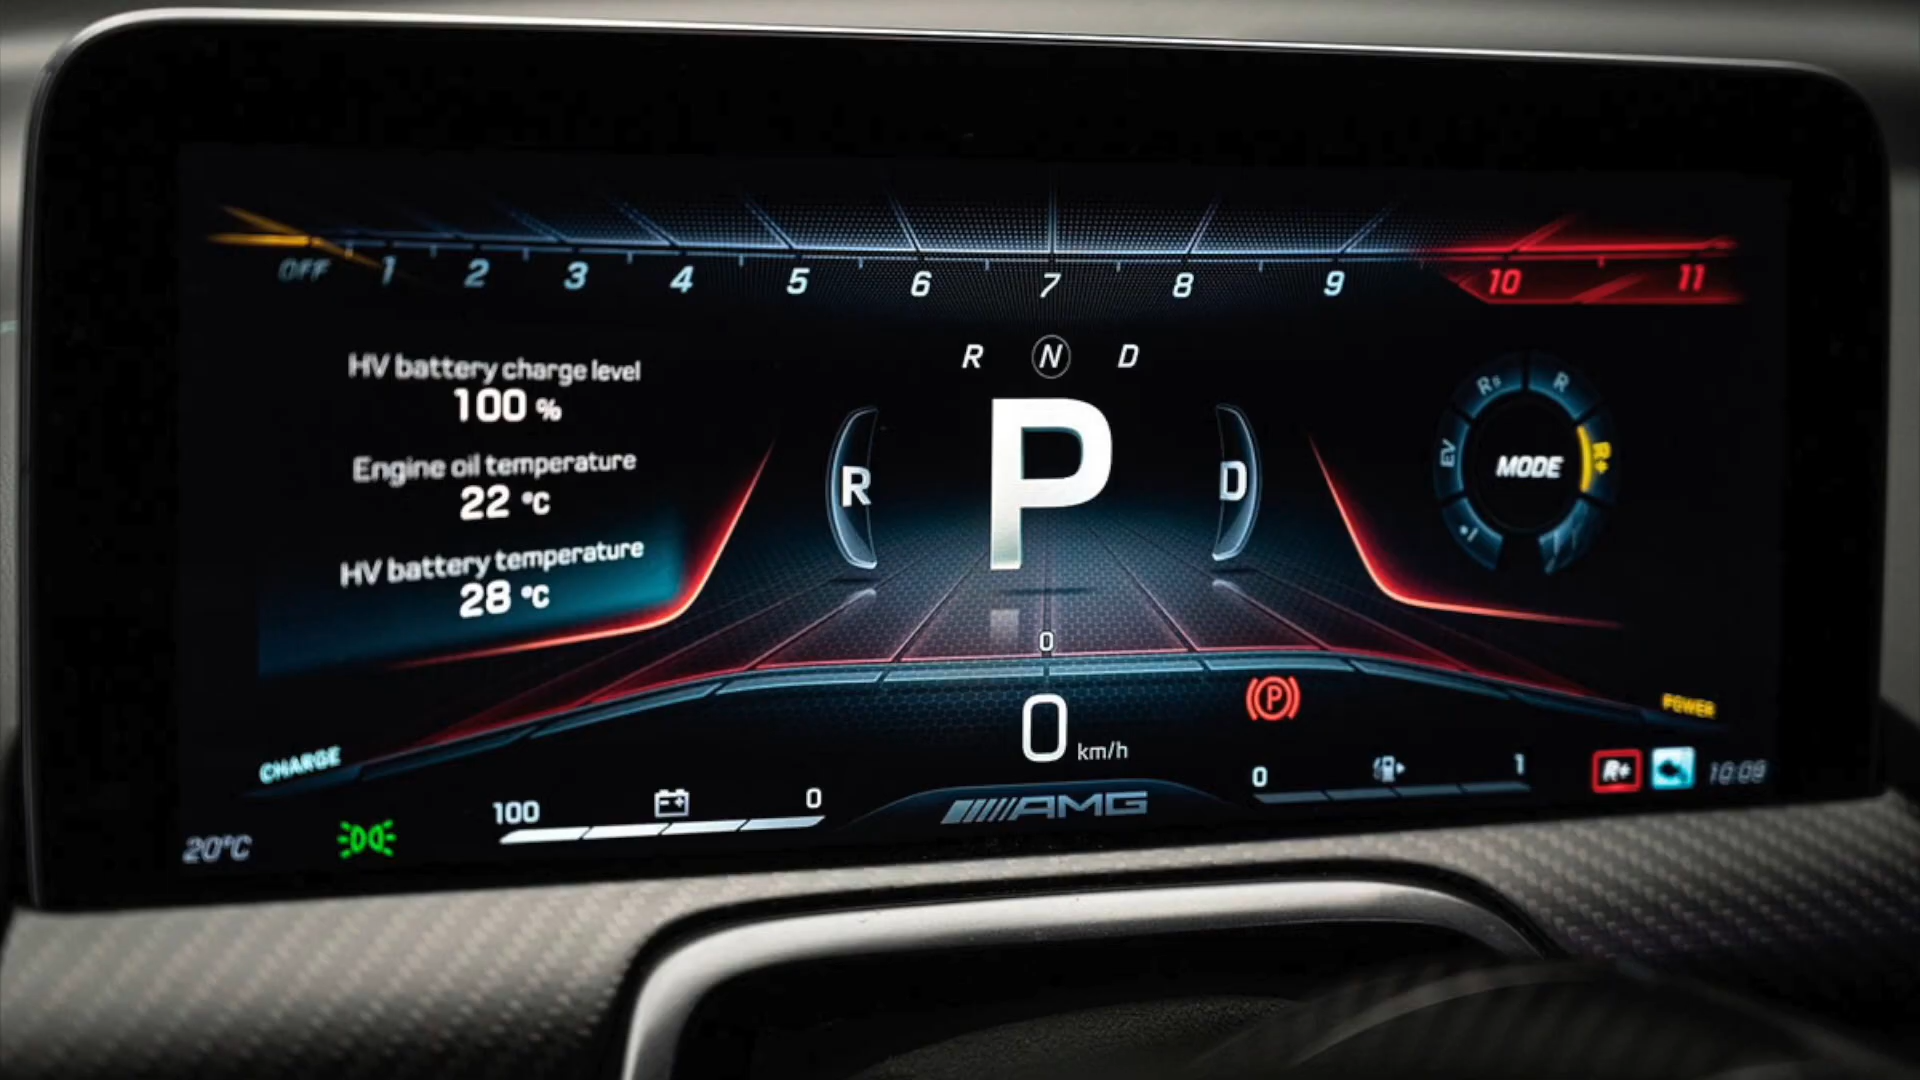 OFF 1 2 3 4 5 6 7 8 9 10 11
R N D
HV battery charge level
100 %
Engine oil temperature
22 °C
HV battery temperature
28 °C
R P D
EV Rs R R+
MODE
0
0 km/h
P
CHARGE
POWER
100 0
AMG
0 1
R+ 10:09
20°C